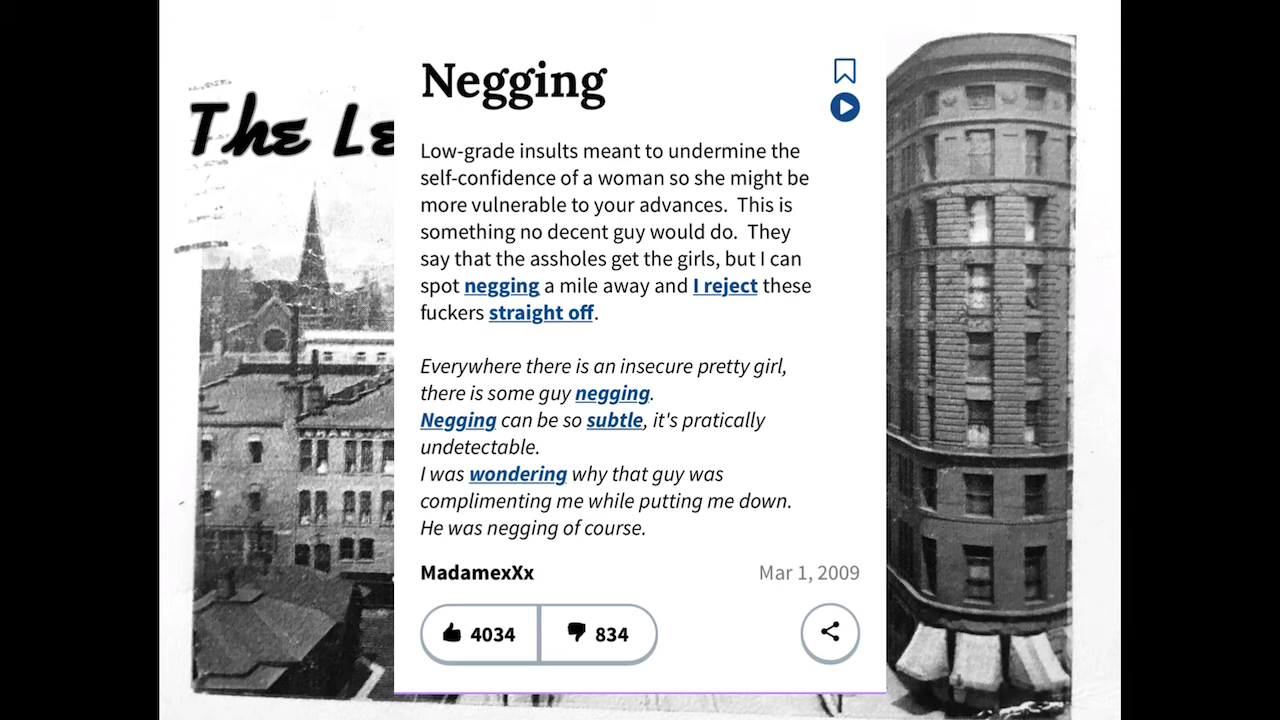 Negging
The Le
Low-grade insults meant to undermine the
self-confidence of a woman so she might be
more vulnerable to your advances.  This is
something no decent guy would do.  They
say that the assholes get the girls, but I can
spot negging a mile away and I reject these
fuckers straight off.
Everywhere there is an insecure pretty girl,
there is some guy negging.
Negging can be so subtle, it's pratically
undetectable.
I was wondering why that guy was
complimenting me while putting me down.
He was negging of course.
MadamexXx Mar 1, 2009
4034 834